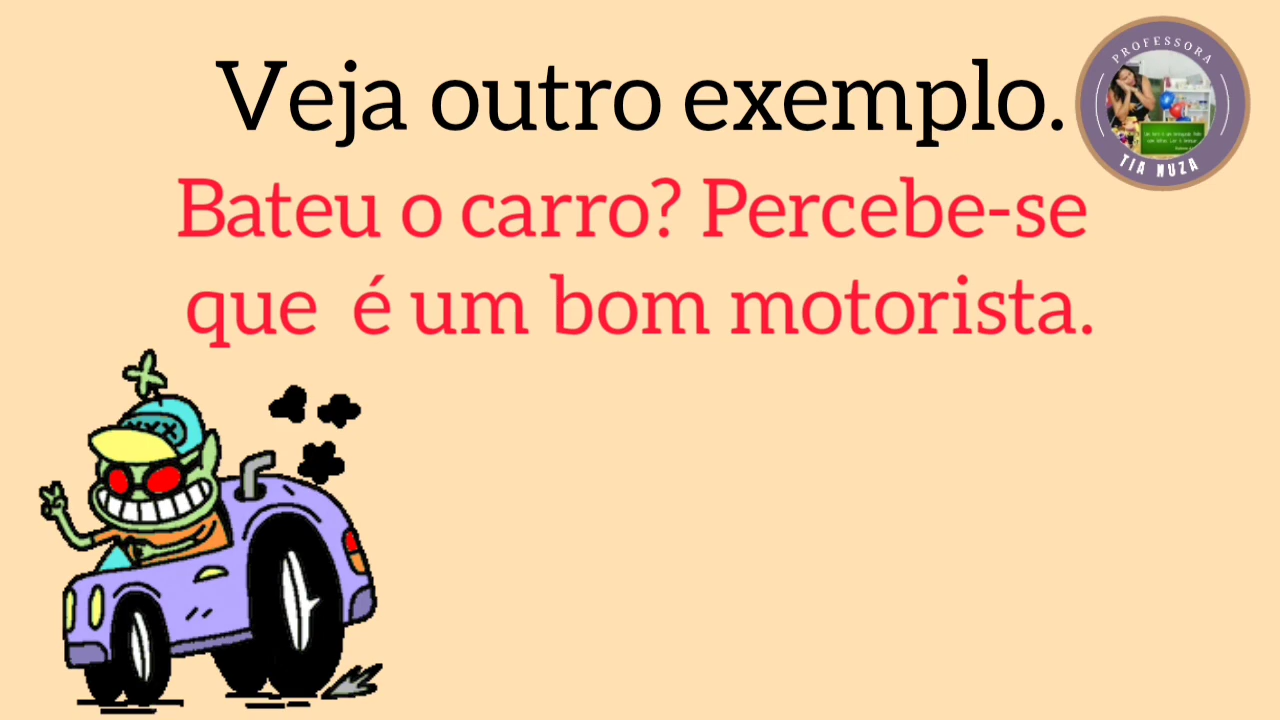 Veja outro exemplo.
PROFESSORA
TIA NUZA
Bateu o carro? Percebe-se
que é um bom motorista.